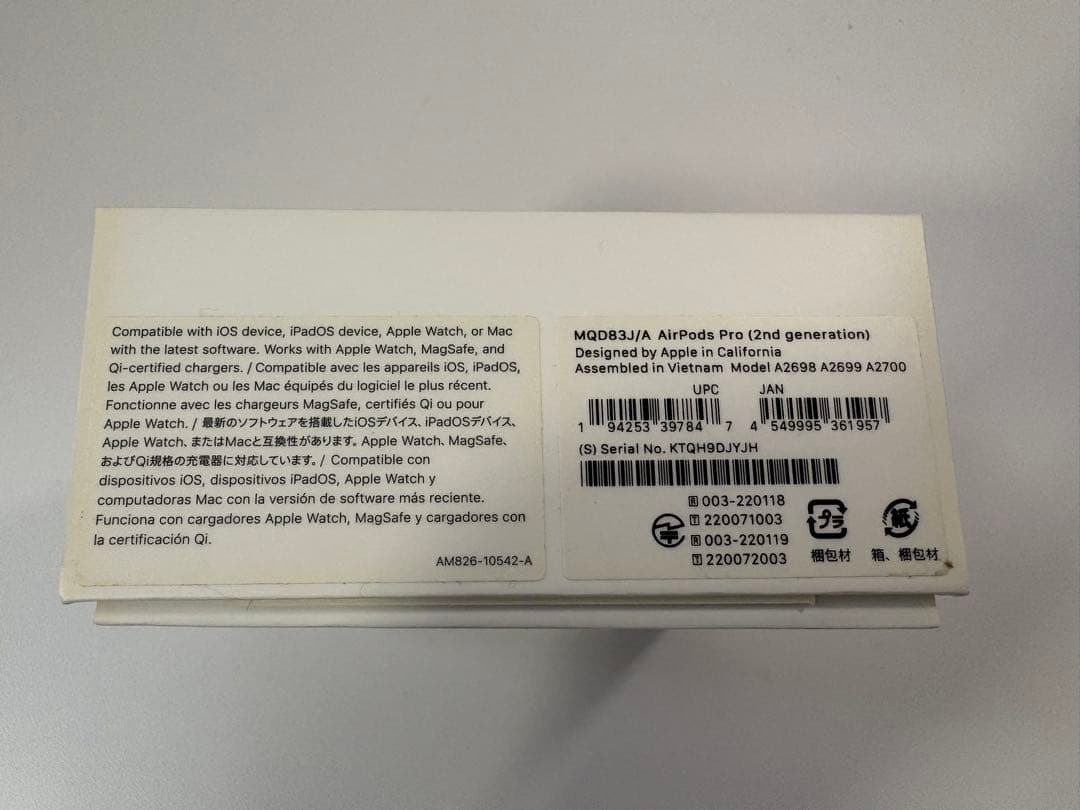 Compatible with iOS device, iPadOS device, Apple Watch, or Mac
with the latest software. Works with Apple Watch, MagSafe, and
Qi-certified chargers. / Compatible avec les appareils iOS, iPadOS,
les Apple Watch ou les Mac équipés du logiciel le plus récent.
Fonctionne avec les chargeurs MagSafe, certifiés Qi ou pour
Apple Watch. / 最新のソフトウェアを搭載したiOSデバイス、iPadOSデバイス、
Apple Watch、またはMacと互換性があります。Apple Watch、MagSafe、
およびQi規格の充電器に対応しています。/ Compatible con
dispositivos iOS, dispositivos iPadOS, Apple Watch y
computadoras Mac con la versión de software más reciente.
Funciona con cargadores Apple Watch, MagSafe y cargadores con
la certificación Qi.
AM826-10542-A
MQD83J/A AirPods Pro (2nd generation)
Designed by Apple in California
Assembled in Vietnam Model A2698 A2699 A2700
UPC JAN
1 94253 39784 7 4 549995 361957
(S) Serial No. KTQH9DJYJH
R 003-220118
T 220071003
R 003-220119
T 220072003
プラ
梱包材
紙
箱、梱包材